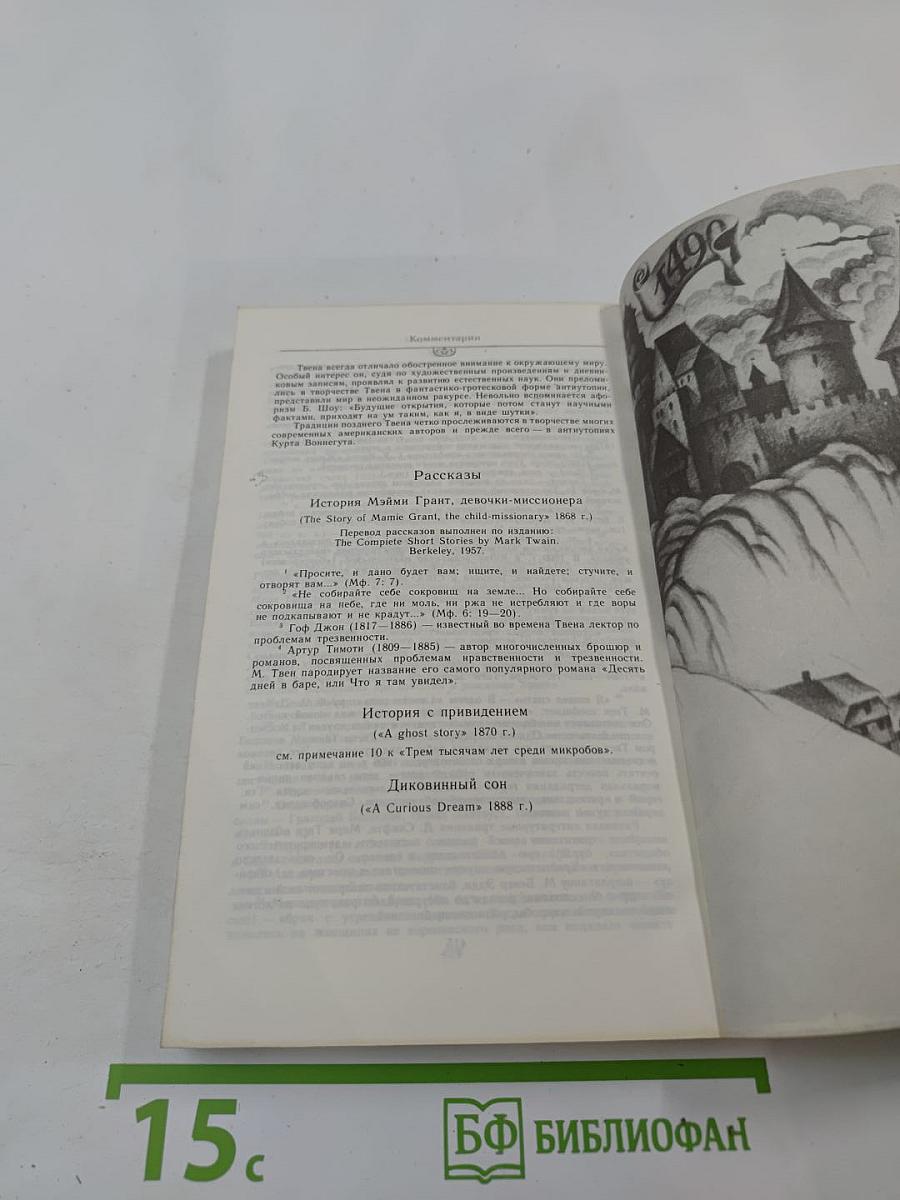 Комментарии
Твена всегда отличало обостренное внимание к окружающему миру.
Особый интерес он, судя по художественным произведениям и дневни-
ковым записям, проявлял к развитию естественных наук. Они преломи-
лись в творчестве Твена в фантастико-гротесковой форме антиутопии,
представили мир в неожиданном ракурсе. Невольно вспоминается афо-
ризм Б. Шоу: «Будущие открытия, которые потом станут научными
фактами, приходят на ум таким, как я, в виде шутки».
Традиции позднего Твена четко прослеживаются в творчестве многих
современных американских авторов и прежде всего — в антиутопиях
Курта Воннегута.
Рассказы
История Мэйми Грант, девочки-миссионера
(The Story of Mamie Grant, the child-missionary» 1868 г.)
Перевод рассказов выполнен по изданию:
The Complete Short Stories by Mark Twain.
Berkeley, 1957.
¹ «Просите, и дано будет вам; ищите, и найдете; стучите, и
отворят вам...» (Мф. 7: 7).
² «Не собирайте себе сокровищ на земле... Но собирайте себе
сокровища на небе, где ни моль, ни ржа не истребляют и где воры
не подкапывают и не крадут...» (Мф. 6: 19—20).
³ Гоф Джон (1817—1886) — известный во времена Твена лектор по
проблемам трезвенности.
⁴ Артур Тимоти (1809—1885) — автор многочисленных брошюр и
романов, посвященных проблемам нравственности и трезвенности.
М. Твен пародирует название его самого популярного романа «Десять
дней в баре, или Что я там увидел».
История с привидением
(«A ghost story» 1870 г.)
см. примечание 10 к «Трем тысячам лет среди микробов».
Диковинный сон
(«A Curious Dream» 1888 г.)
1490
15 с
БФ БИБЛИОФАН